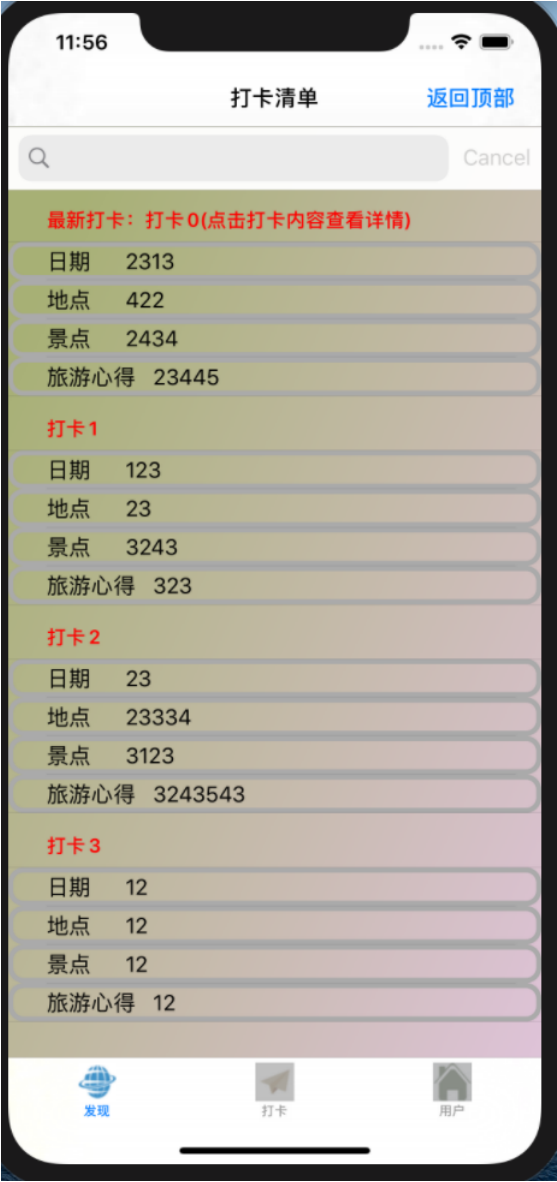 11:56
打卡清单 返回顶部
Cancel
最新打卡：打卡0(点击打卡内容查看详情)
日期 2313
地点 422
景点 2434
旅游心得 23445
打卡1
日期 123
地点 23
景点 3243
旅游心得 323
打卡2
日期 23
地点 23334
景点 3123
旅游心得 3243543
打卡3
日期 12
地点 12
景点 12
旅游心得 12
发现 打卡 用户